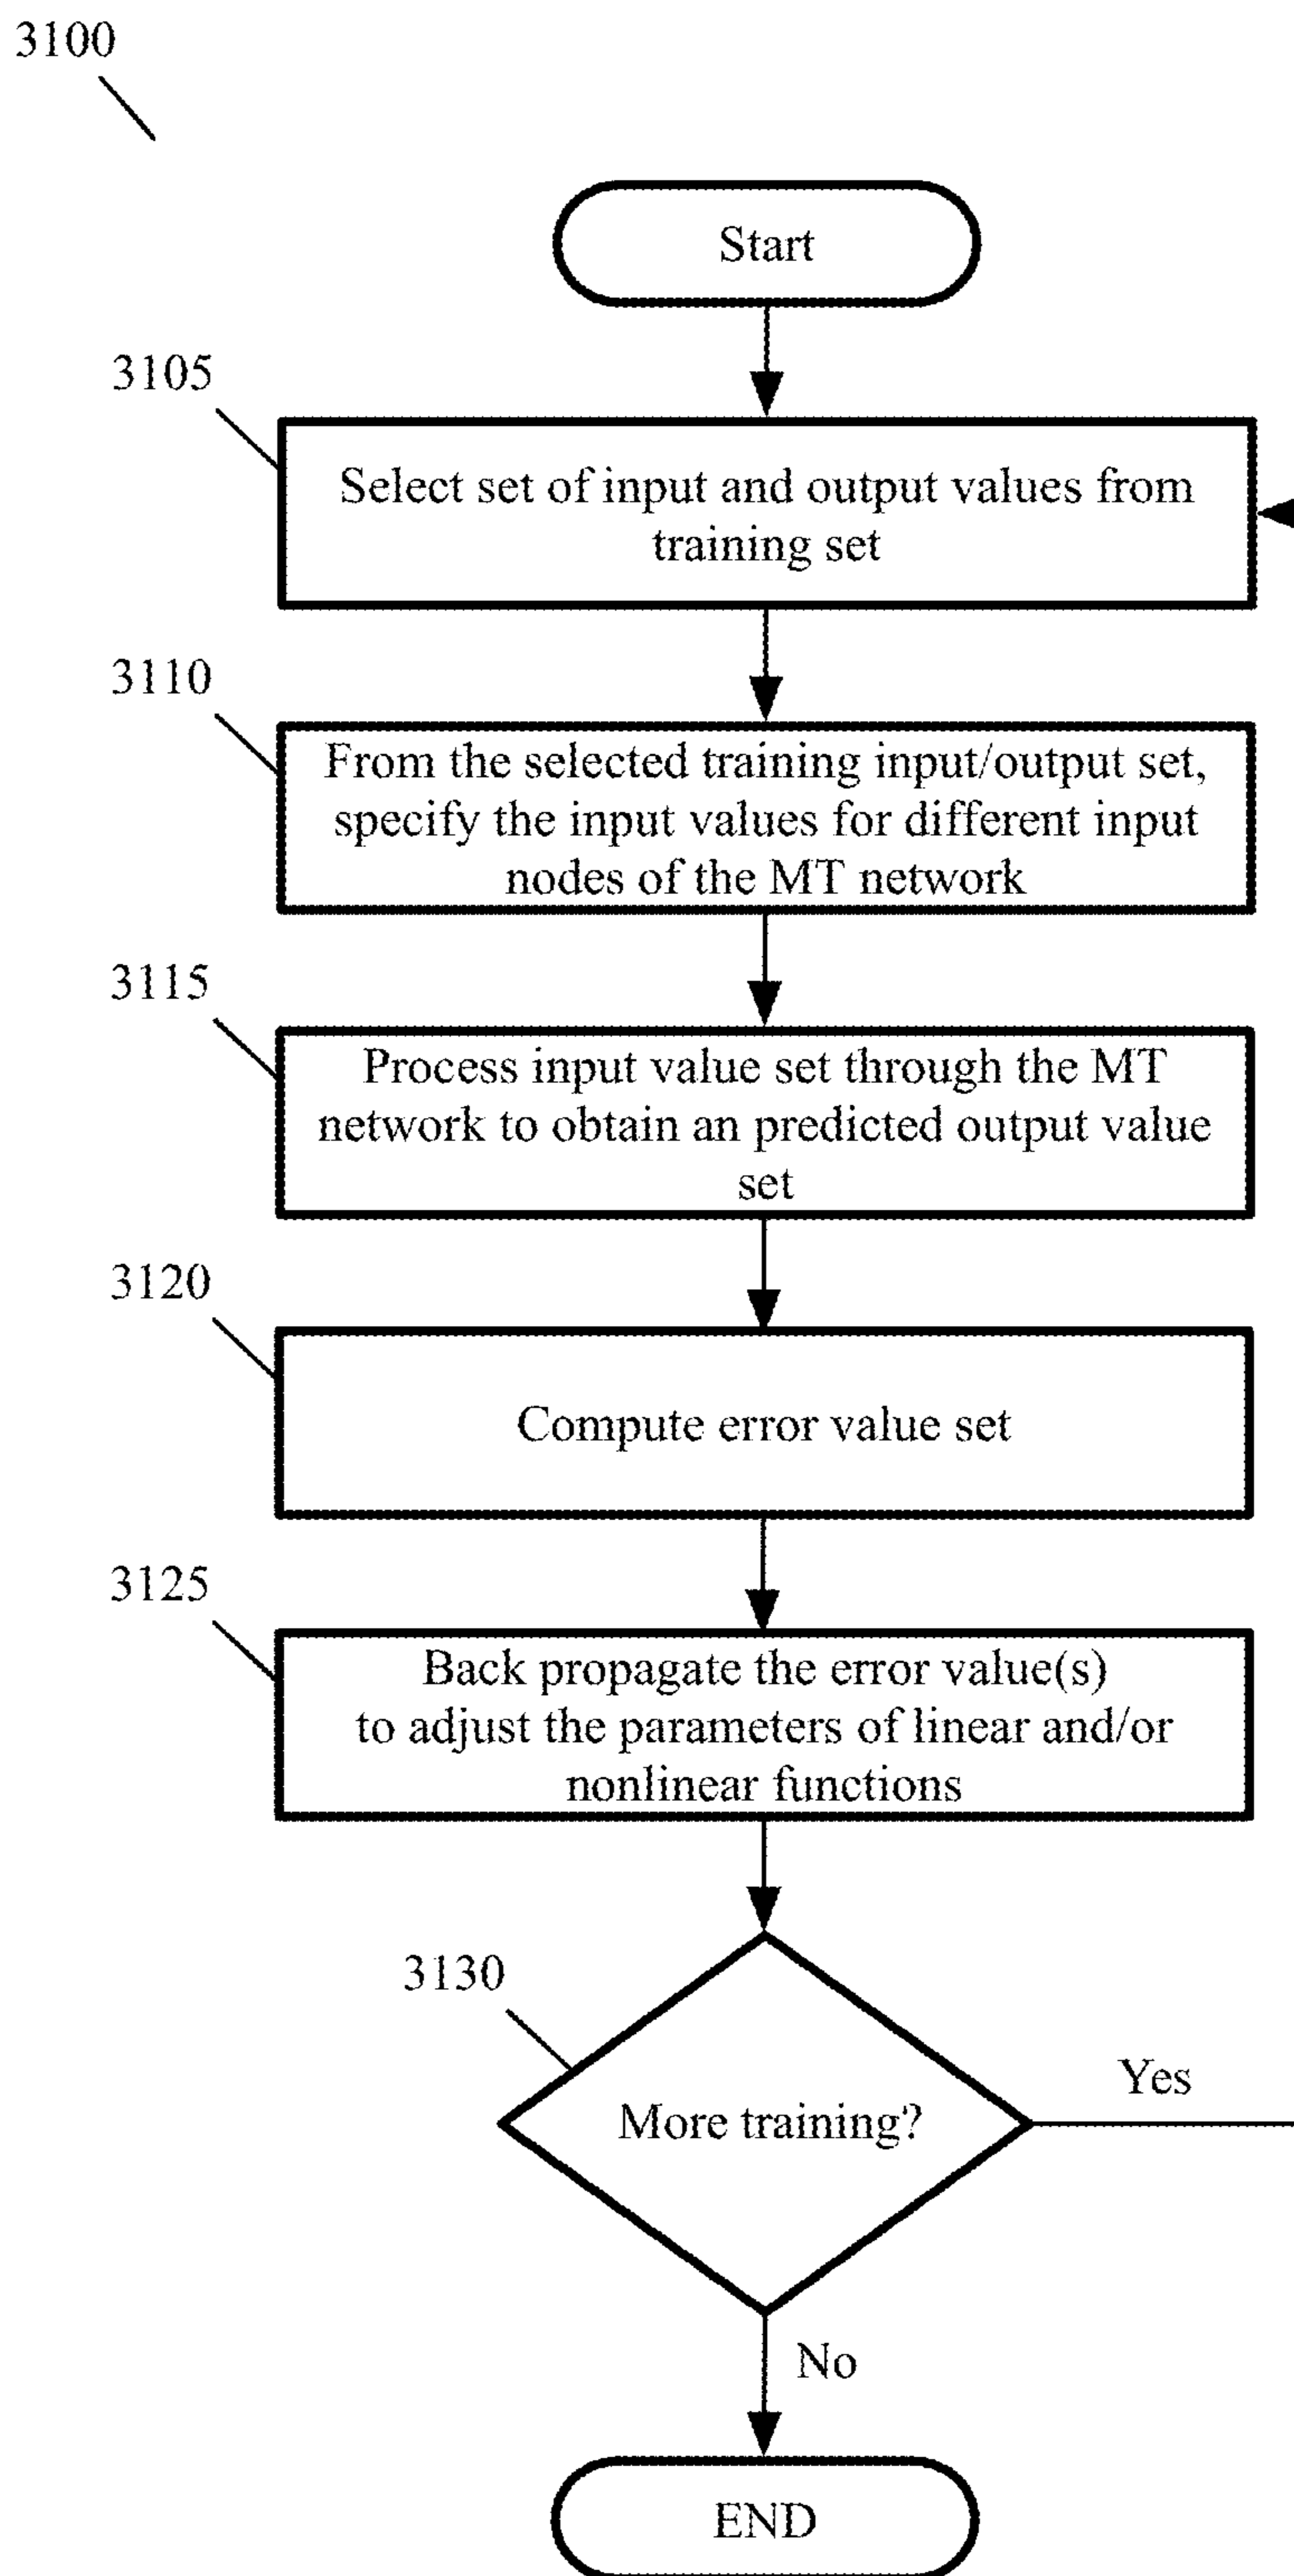 3100
Start
3105
Select set of input and output values from
training set
3110
From the selected training input/output set,
specify the input values for different input
nodes of the MT network
3115
Process input value set through the MT
network to obtain an predicted output value
set
3120
Compute error value set
3125
Back propagate the error value(s)
to adjust the parameters of linear and/or
nonlinear functions
3130
More training?
Yes
No
END